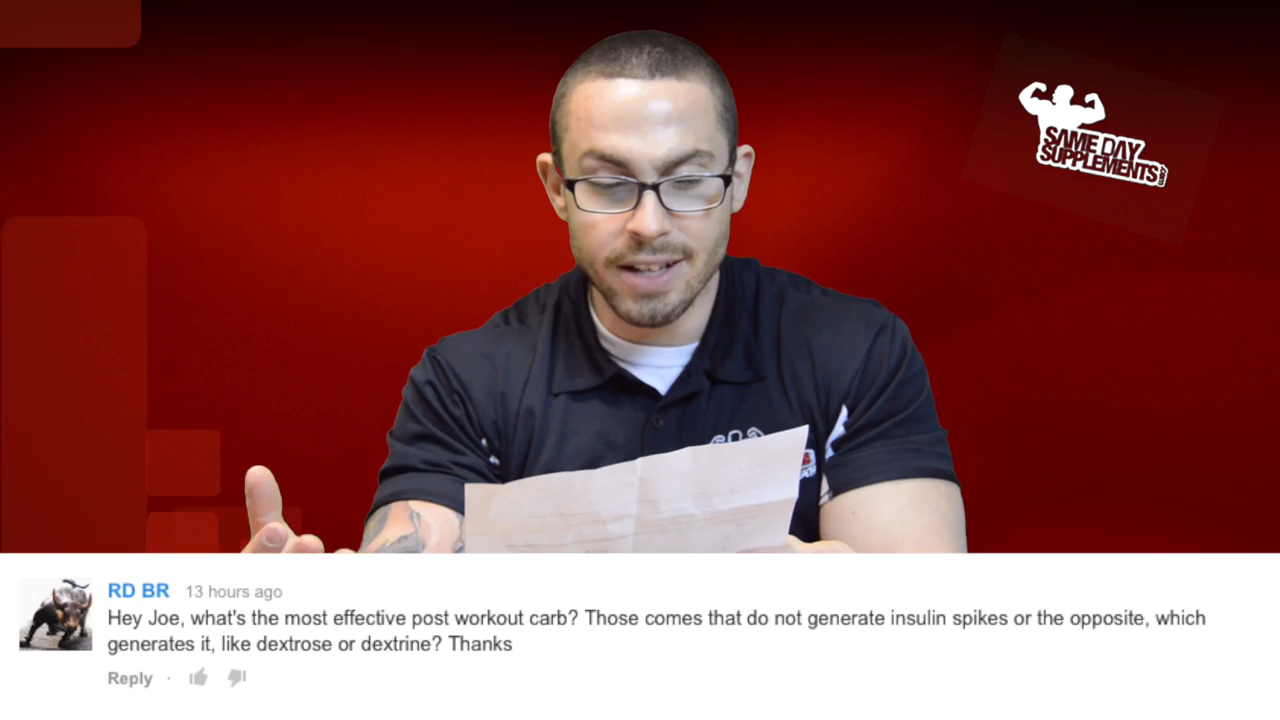 SAME DAY
SUPPLEMENTS
RD BR 13 hours ago
Hey Joe, what's the most effective post workout carb? Those comes that do not generate insulin spikes or the opposite, which
generates it, like dextrose or dextrine? Thanks
Reply ·